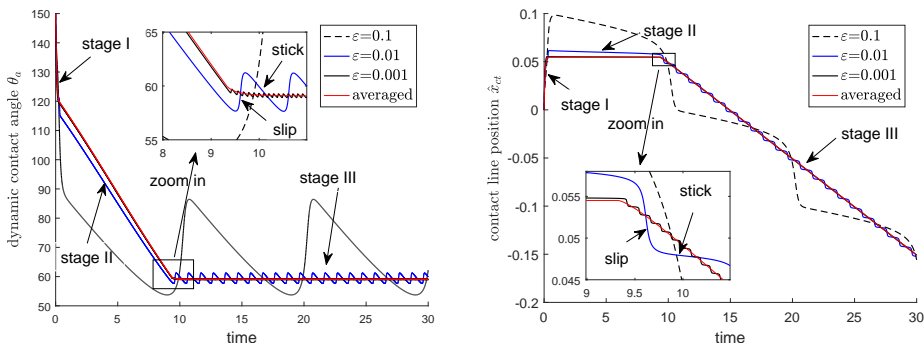 150
140
130
120
110
100
90
80
70
60
50
0
5
10
15
20
25
30
time
dynamic contact angle θ_a
stage I
stage II
stage III
zoom in
65
60
55
8
9
10
11
stick
slip
ε=0.1
ε=0.01
ε=0.001
averaged
0.1
0.05
0
-0.05
-0.1
-0.15
-0.2
0
5
10
15
20
25
30
time
contact line position x̂_ct
stage I
stage II
stage III
zoom in
0.055
0.05
0.045
9
9.5
10
stick
slip
ε=0.1
ε=0.01
ε=0.001
averaged